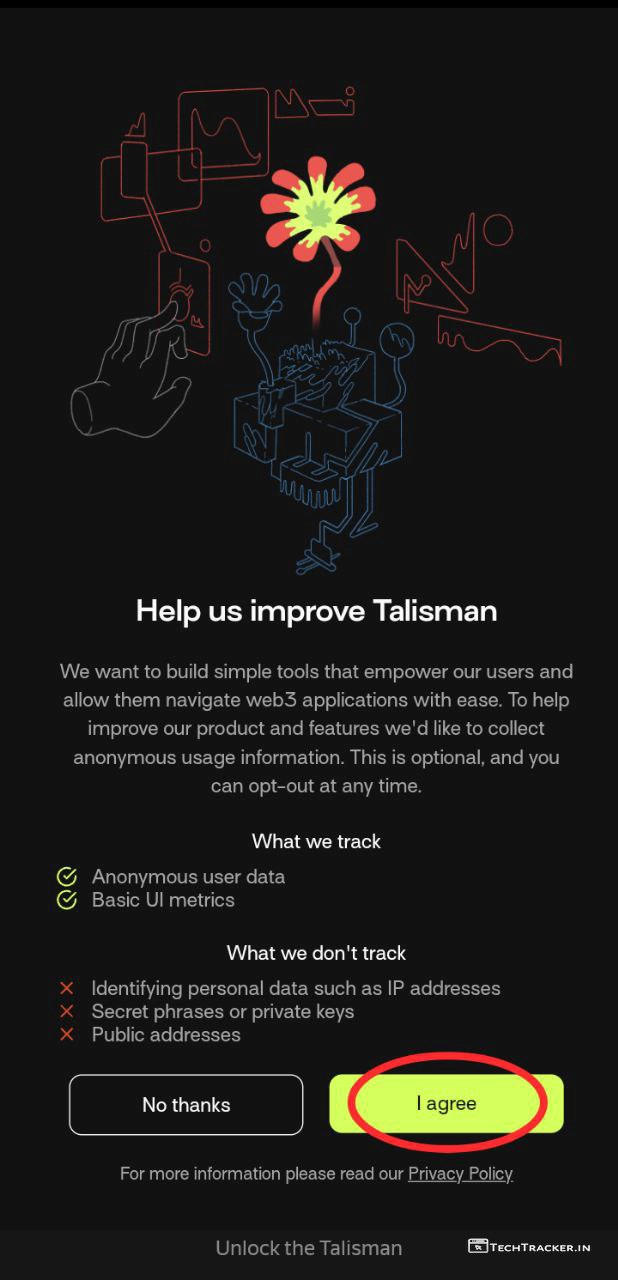 Help us improve Talisman
We want to build simple tools that empower our users and
allow them navigate web3 applications with ease. To help
improve our product and features we'd like to collect
anonymous usage information. This is optional, and you
can opt-out at any time.
What we track
Anonymous user data
Basic UI metrics
What we don't track
Identifying personal data such as IP addresses
Secret phrases or private keys
Public addresses
No thanks
I agree
For more information please read our Privacy Policy
Unlock the Talisman
TECHTRACKER.IN